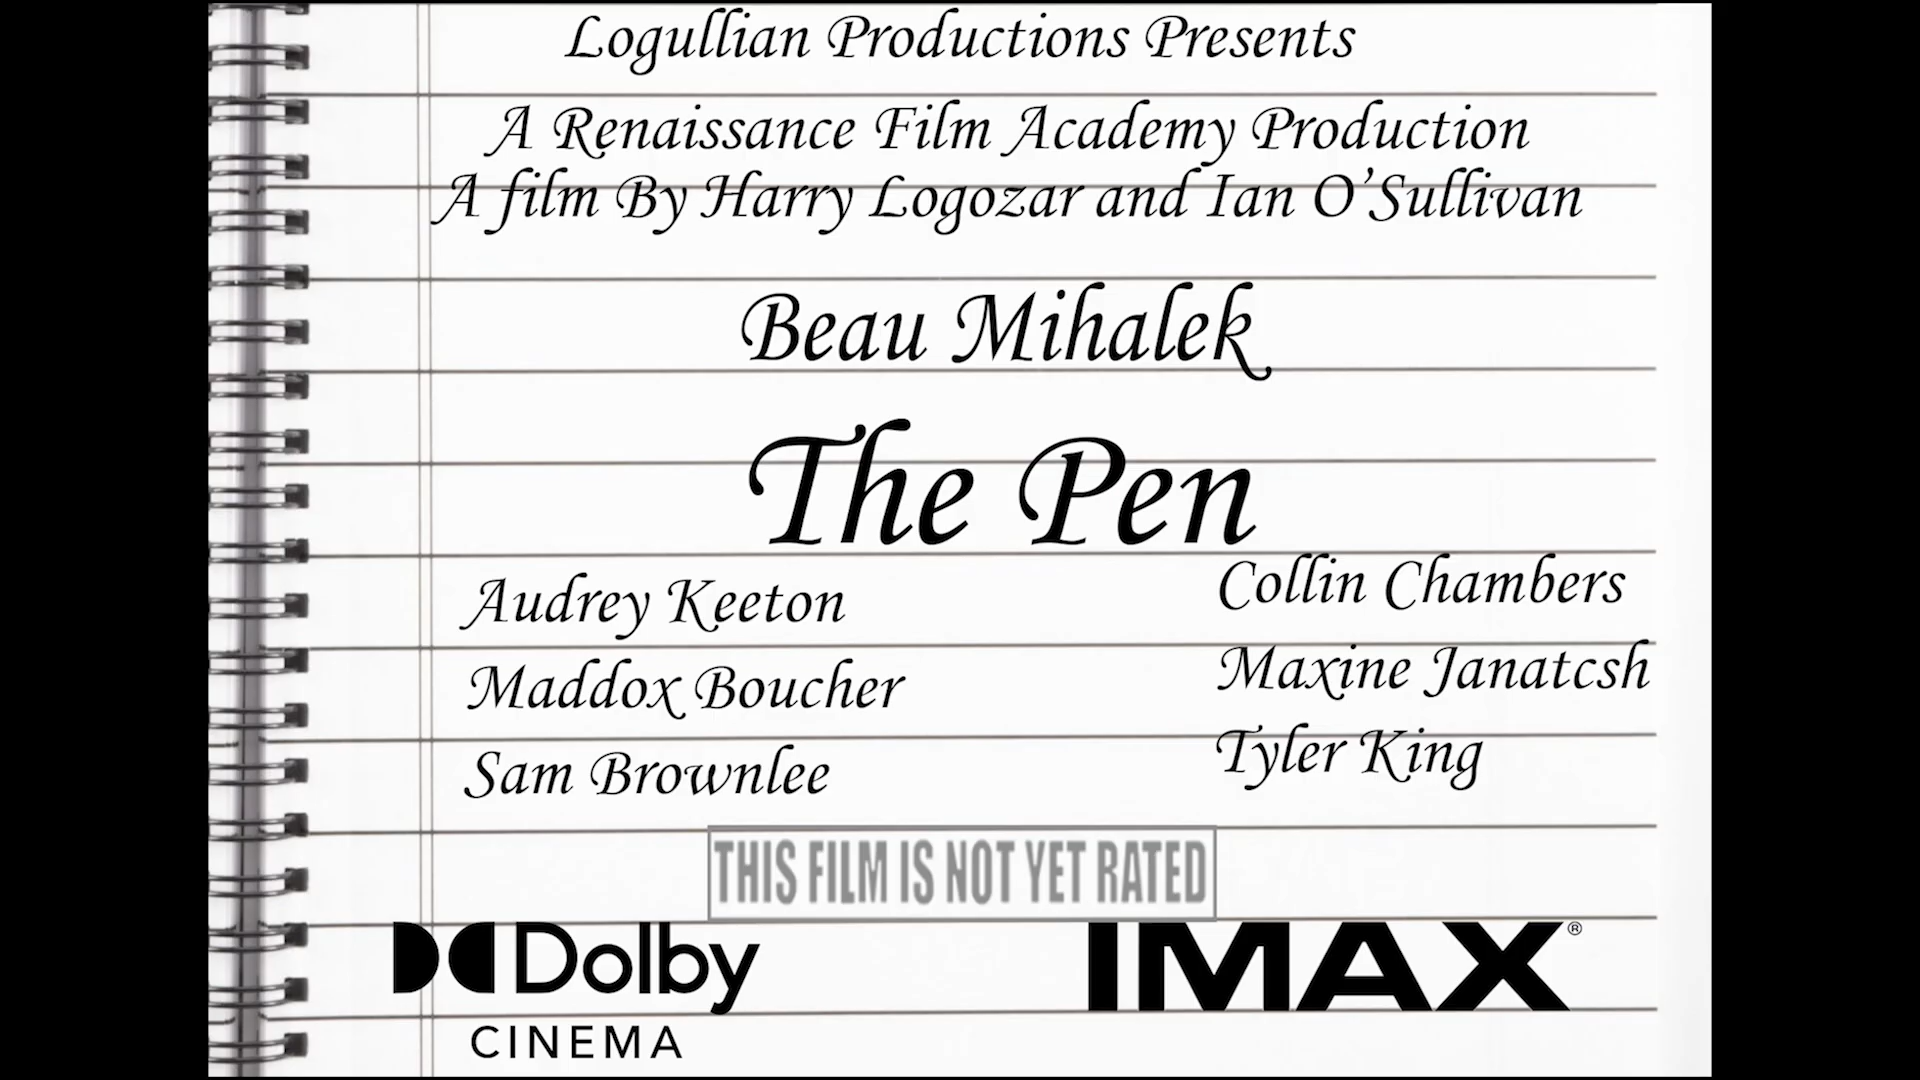 Logullian Productions Presents
A Renaissance Film Academy Production
A film By Harry Logozar and Ian O'Sullivan
Beau Mihalek
The Pen
Audrey Keeton
Maddox Boucher
Sam Brownlee
Collin Chambers
Maxine Janatcsh
Tyler King
THIS FILM IS NOT YET RATED
Dolby
CINEMA
IMAX®